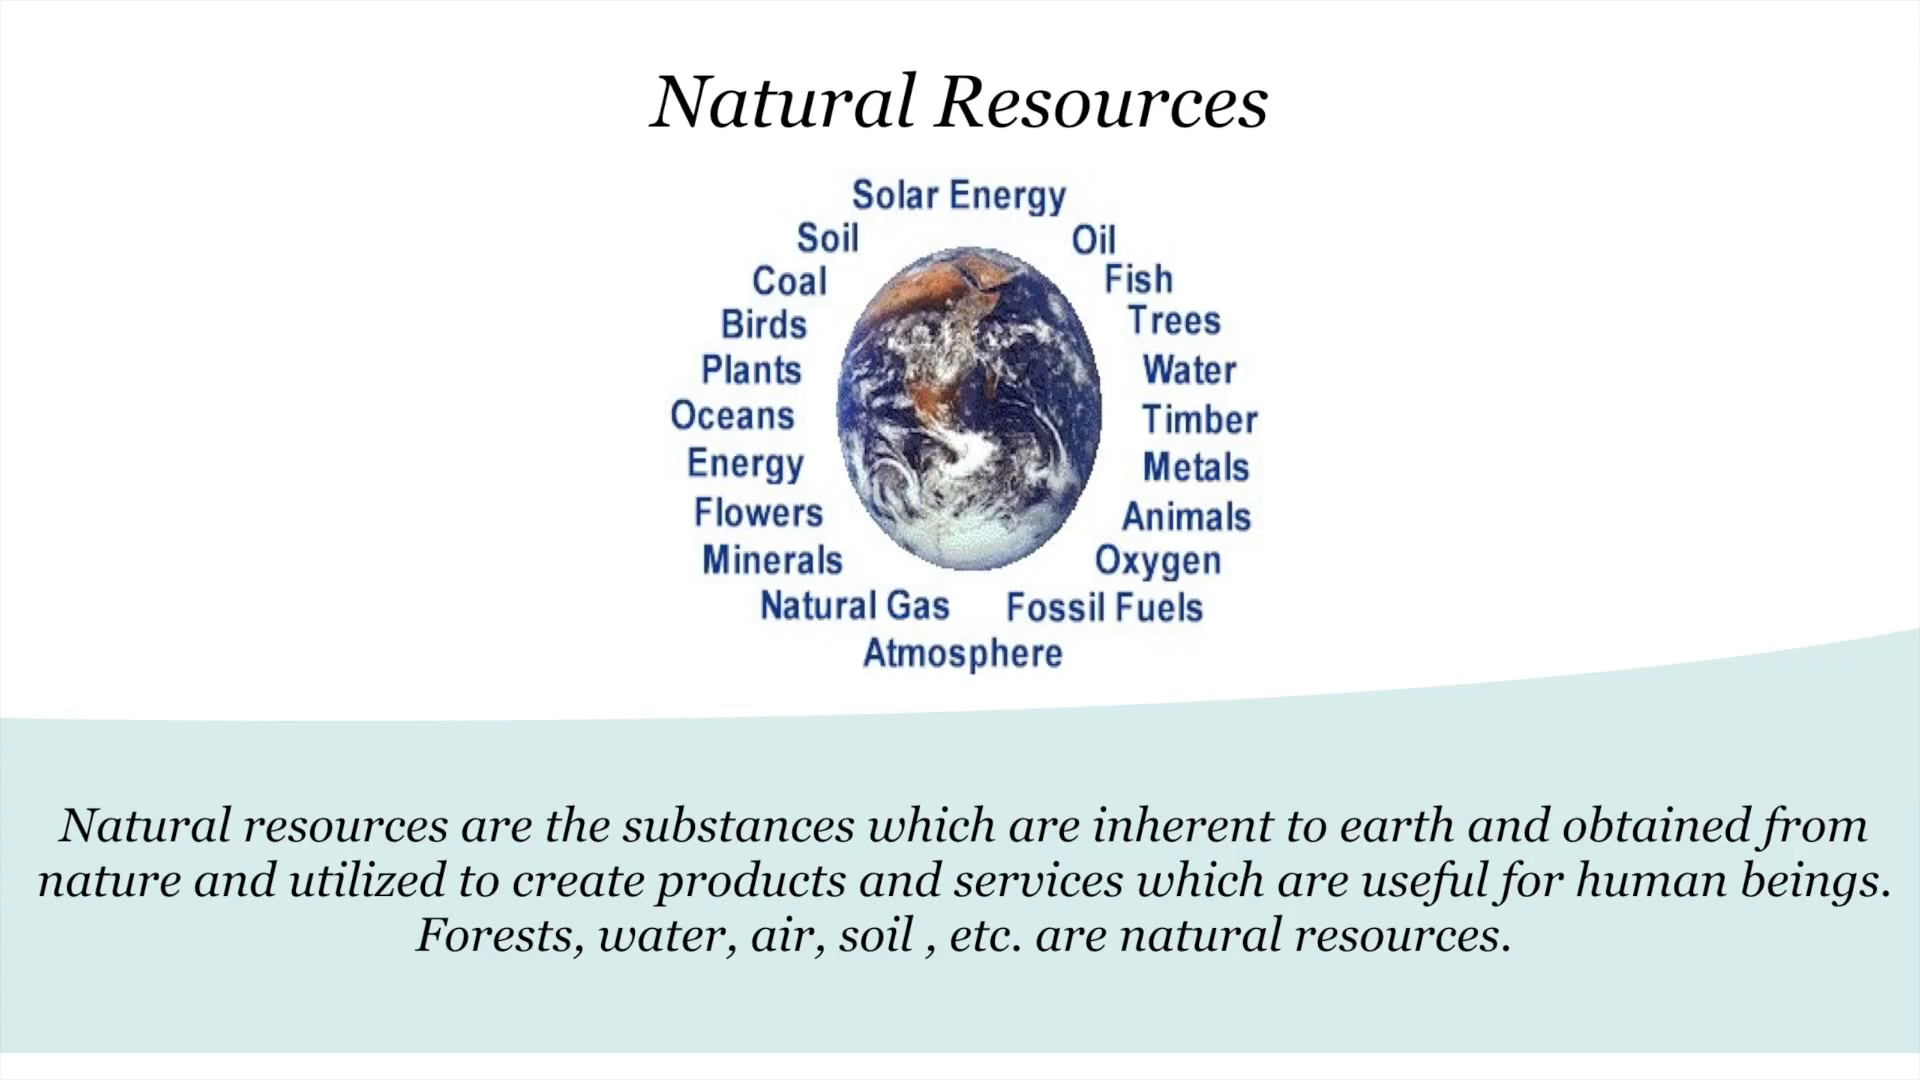 Natural Resources
Solar Energy
Soil
Oil
Coal
Fish
Birds
Trees
Plants
Water
Oceans
Timber
Energy
Metals
Flowers
Animals
Minerals
Oxygen
Natural Gas
Fossil Fuels
Atmosphere
Natural resources are the substances which are inherent to earth and obtained from
nature and utilized to create products and services which are useful for human beings.
Forests, water, air, soil , etc. are natural resources.